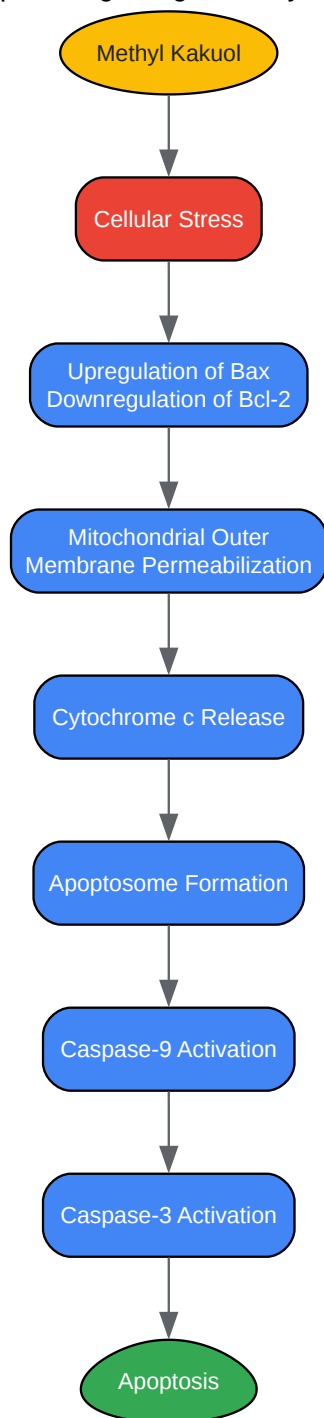 Methyl Kakuol
Cellular Stress
Upregulation of Bax
Downregulation of Bcl-2
Mitochondrial Outer
Membrane Permeabilization
Cytochrome c Release
Apoptosome Formation
Caspase-9 Activation
Caspase-3 Activation
Apoptosis